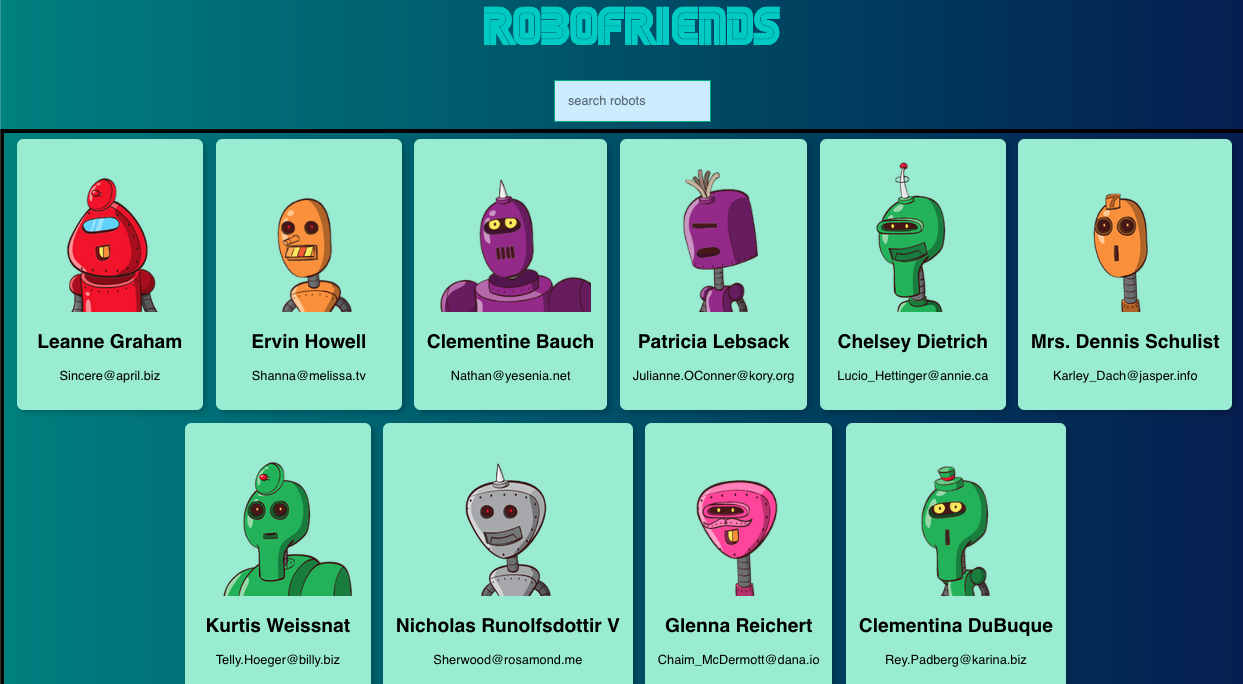 ROBOFRIENDS
search robots
7
Leanne Graham
Sincere@april.biz
Ervin Howell
Shanna@melissa.tv
Clementine Bauch
Nathan@yesenia.net
Patricia Lebsack
Julianne.OConner@kory.org
Chelsey Dietrich
Lucio_Hettinger@annie.ca
Mrs. Dennis Schulist
Karley_Dach@jasper.info
Kurtis Weissnat
Telly.Hoeger@billy.biz
Nicholas Runolfsdottir V
Sherwood@rosamond.me
Glenna Reichert
Chaim_McDermott@dana.io
Clementina DuBuque
Rey.Padberg@karina.biz